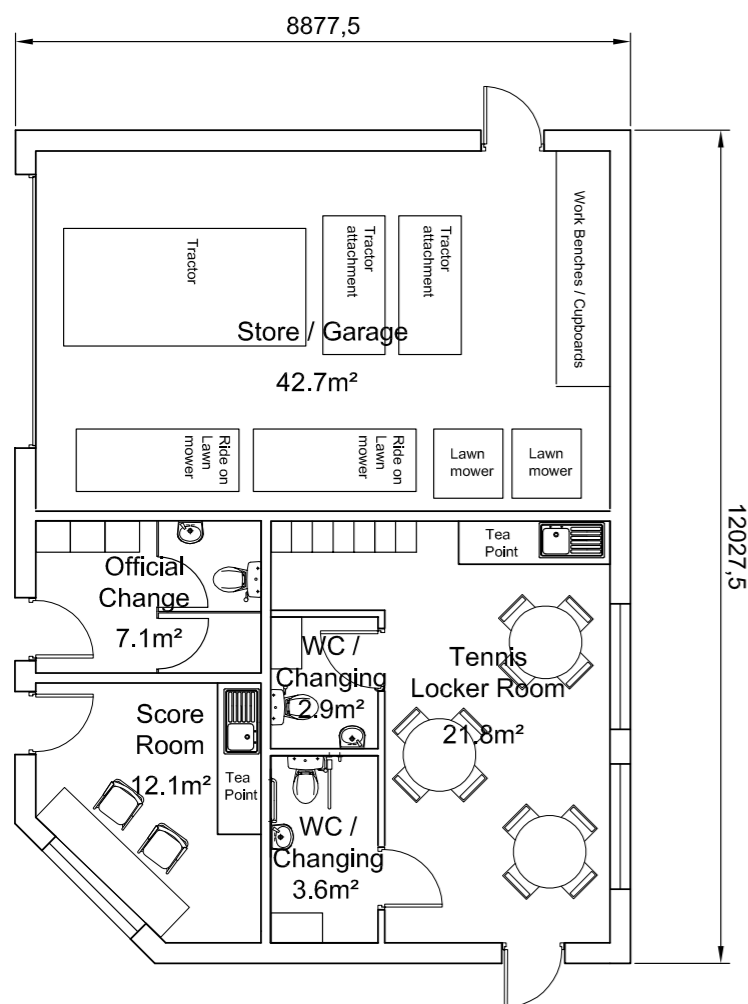 8877,5
Work Benches / Cupboards
Tractor
Tractor
attachment
Tractor
attachment
Store / Garage
42.7m²
Ride on
Lawn
mower
Ride on
Lawn
mower
Lawn
mower
Lawn
mower
12027,5
Tea
Point
Official
Change
7.1m²
WC /
Changing
2.9m²
Tennis
Locker Room
21.8m²
Score
Room
12.1m²
Tea
Point
WC /
Changing
3.6m²